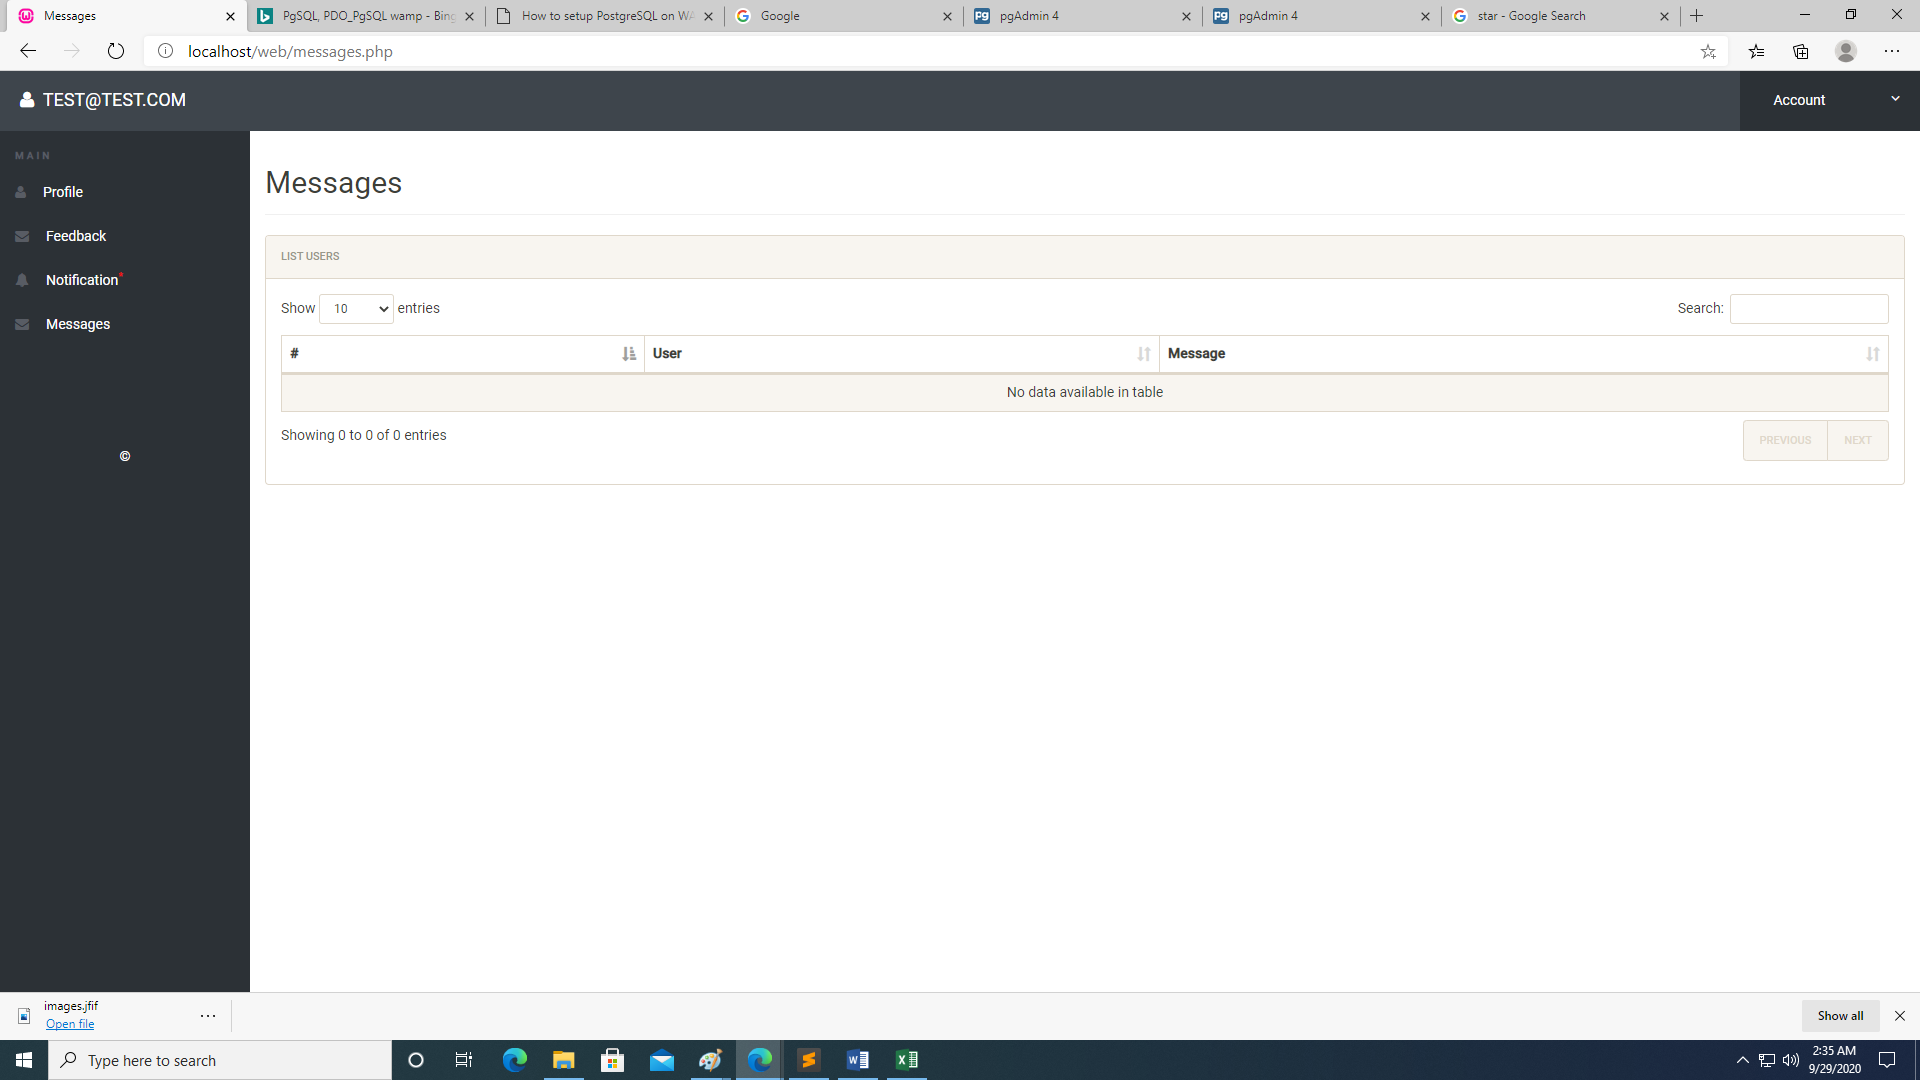 Messages
PgSQL, PDO_PgSQL wamp - Bing
How to setup PostgreSQL on WA
Google
pgAdmin 4
pgAdmin 4
star - Google Search
localhost/web/messages.php
TEST@TEST.COM
Account
MAIN
Profile
Feedback
Notification*
Messages
©
Messages
LIST USERS
Show 10 entries
Search:
# User Message
No data available in table
Showing 0 to 0 of 0 entries
PREVIOUS NEXT
images.jfif
Open file
Show all
Type here to search
2:35 AM
9/29/2020